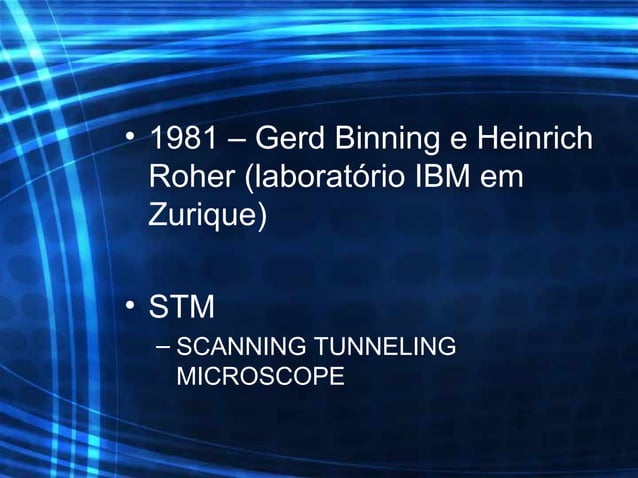 • 1981 – Gerd Binning e Heinrich
Roher (laboratório IBM em
Zurique)
• STM
– SCANNING TUNNELING
MICROSCOPE